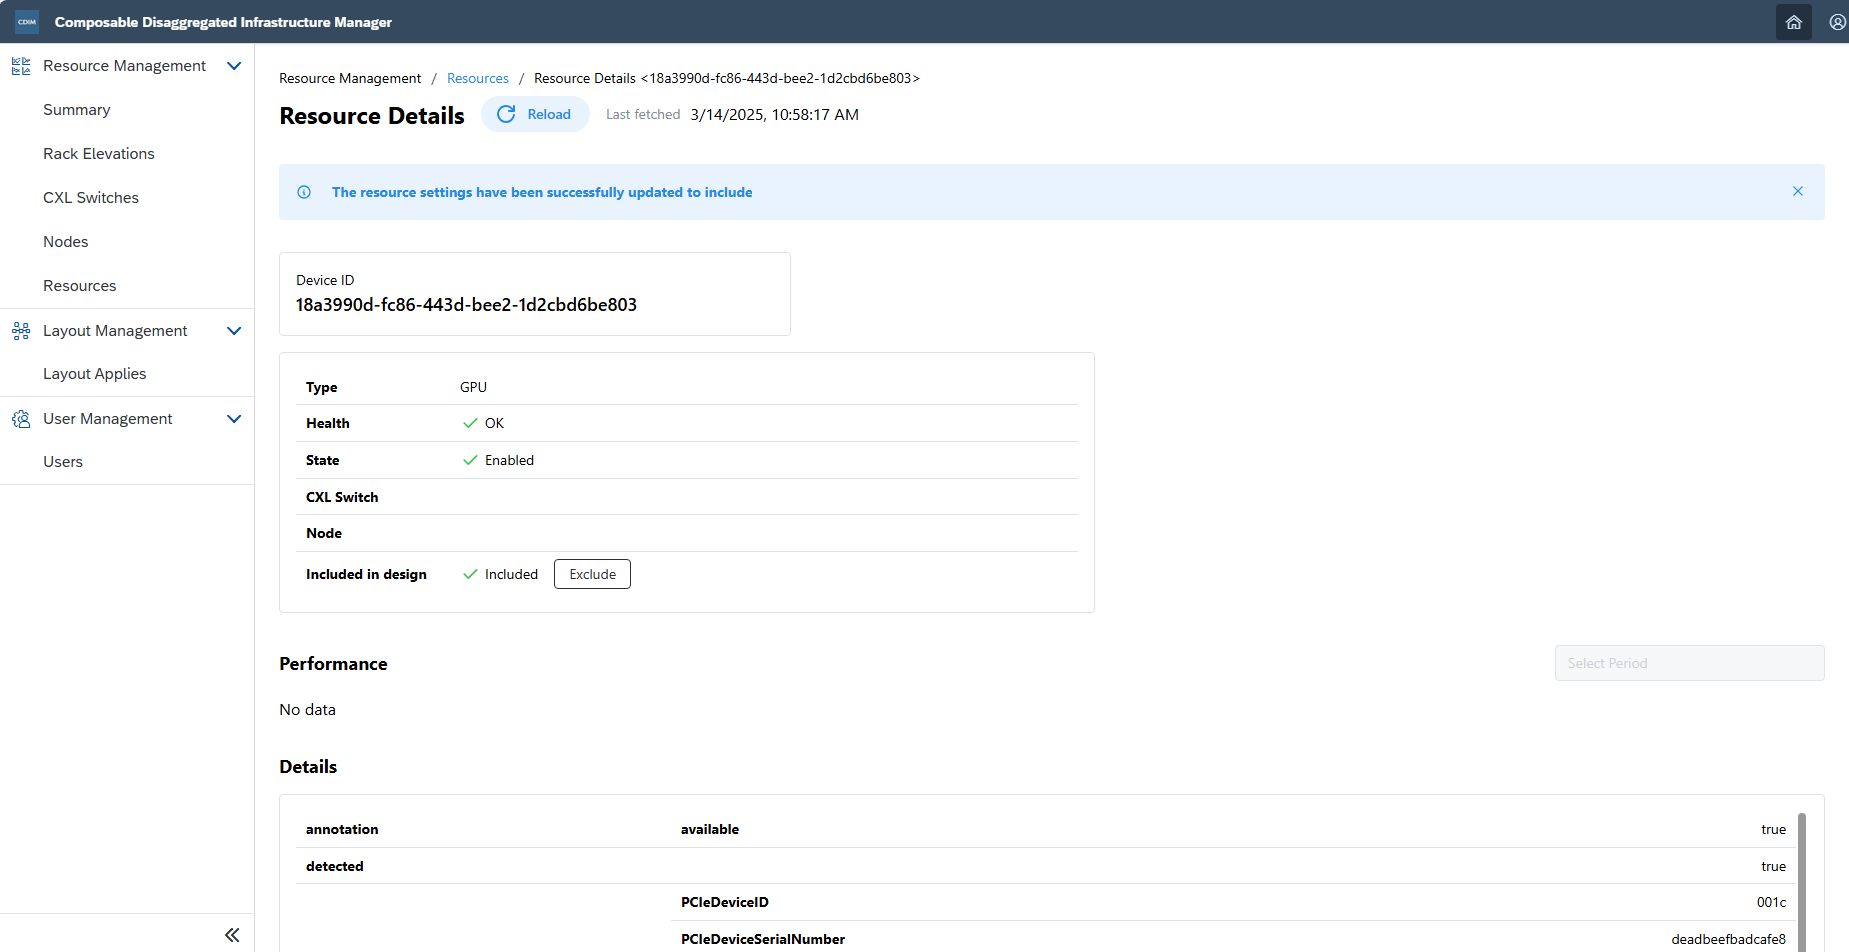 CDIM Composable Disaggregated Infrastructure Manager
Resource Management
Summary
Rack Elevations
CXL Switches
Nodes
Resources
Layout Management
Layout Applies
User Management
Users
Resource Management / Resources / Resource Details <18a3990d-fc86-443d-bee2-1d2cbd6be803>
Resource Details Reload Last fetched 3/14/2025, 10:58:17 AM
The resource settings have been successfully updated to include
Device ID
18a3990d-fc86-443d-bee2-1d2cbd6be803
Type GPU
Health OK
State Enabled
CXL Switch
Node
Included in design Included Exclude
Performance Select Period
No data
Details
annotation available true
detected true
PCIeDeviceID 001c
PCIeDeviceSerialNumber deadbeefbadcafe8